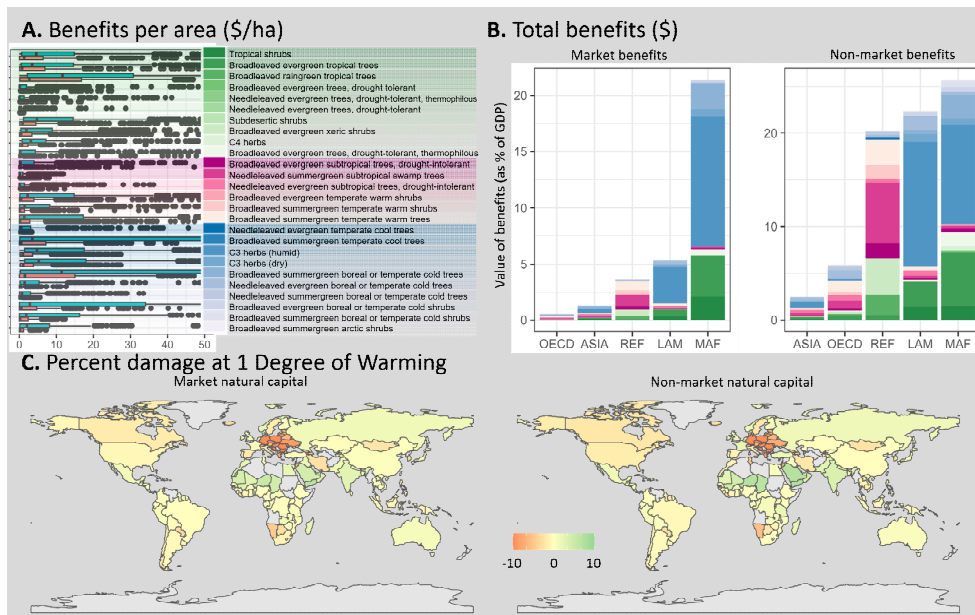 A. Benefits per area ($/ha)
Tropical shrubs
Broadleaved evergreen tropical trees
Broadleaved raingreen tropical trees
Broadleaved evergreen trees, drought tolerant
Needleleaved evergreen trees, drought-tolerant, thermophilous
Needleleaved evergreen trees, drought-tolerant
Subdesertic shrubs
Broadleaved evergreen xeric shrubs
C4 herbs
Broadleaved evergreen trees, drought-tolerant, thermophilous
Broadleaved evergreen subtropical trees, drought-intolerant
Needleleaved summergreen subtropical swamp trees
Needleleaved evergreen subtropical trees, drought-intolerant
Broadleaved evergreen temperate warm shrubs
Broadleaved summergreen temperate warm shrubs
Broadleaved summergreen temperate warm trees
Needleleaved evergreen temperate cool trees
Broadleaved summergreen temperate cool trees
C3 herbs (humid)
C3 herbs (dry)
Broadleaved summergreen boreal or temperate cold trees
Needleleaved evergreen boreal or temperate cold trees
Needleleaved summergreen boreal or temperate cold trees
Broadleaved evergreen boreal or temperate cold shrubs
Broadleaved summergreen boreal or temperate cold shrubs
Broadleaved summergreen arctic shrubs
0 10 20 30 40 50
B. Total benefits ($)
Market benefits
Non-market benefits
Value of benefits (as % of GDP)
20
15
10
5
0
OECD ASIA REF LAM MAF
20
10
0
ASIA OECD REF LAM MAF
C. Percent damage at 1 Degree of Warming
Market natural capital
Non-market natural capital
-10 0 10